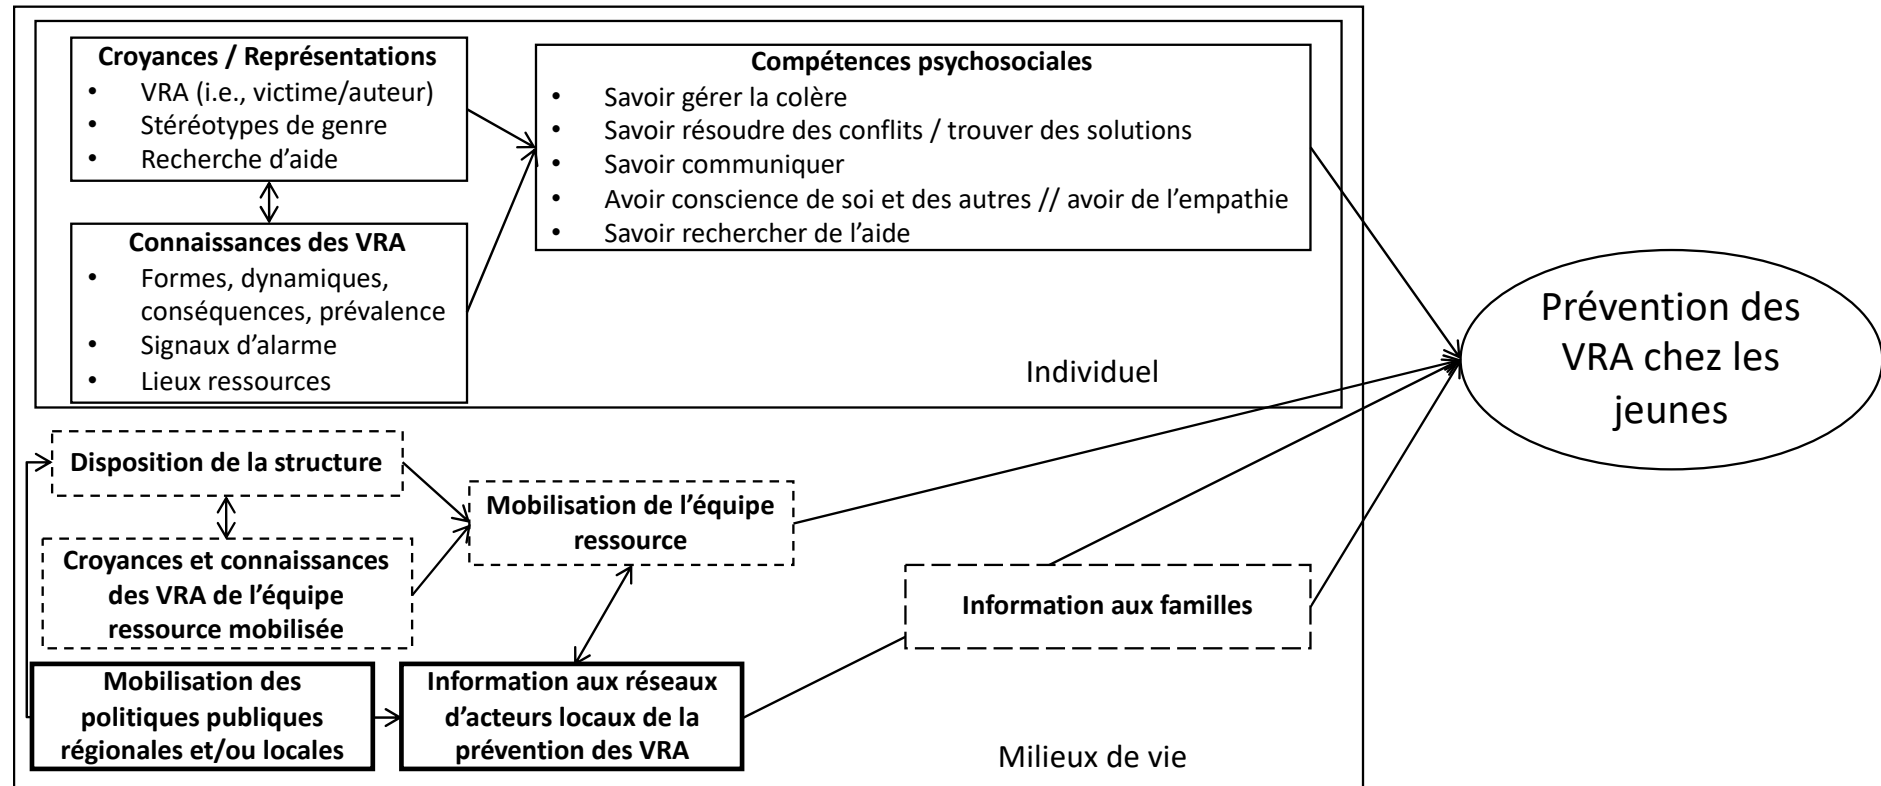 Croyances / Représentations
• VRA (i.e., victime/auteur)
• Stéréotypes de genre
• Recherche d’aide
Connaissances des VRA
• Formes, dynamiques,
conséquences, prévalence
• Signaux d’alarme
• Lieux ressources
Compétences psychosociales
• Savoir gérer la colère
• Savoir résoudre des conflits / trouver des solutions
• Savoir communiquer
• Avoir conscience de soi et des autres // avoir de l’empathie
• Savoir rechercher de l’aide
Individuel
Prévention des
VRA chez les
jeunes
Disposition de la structure
Croyances et connaissances
des VRA de l’équipe
ressource mobilisée
Mobilisation de l’équipe
ressource
Information aux familles
Mobilisation des
politiques publiques
régionales et/ou locales
Information aux réseaux
d’acteurs locaux de la
prévention des VRA
Milieux de vie